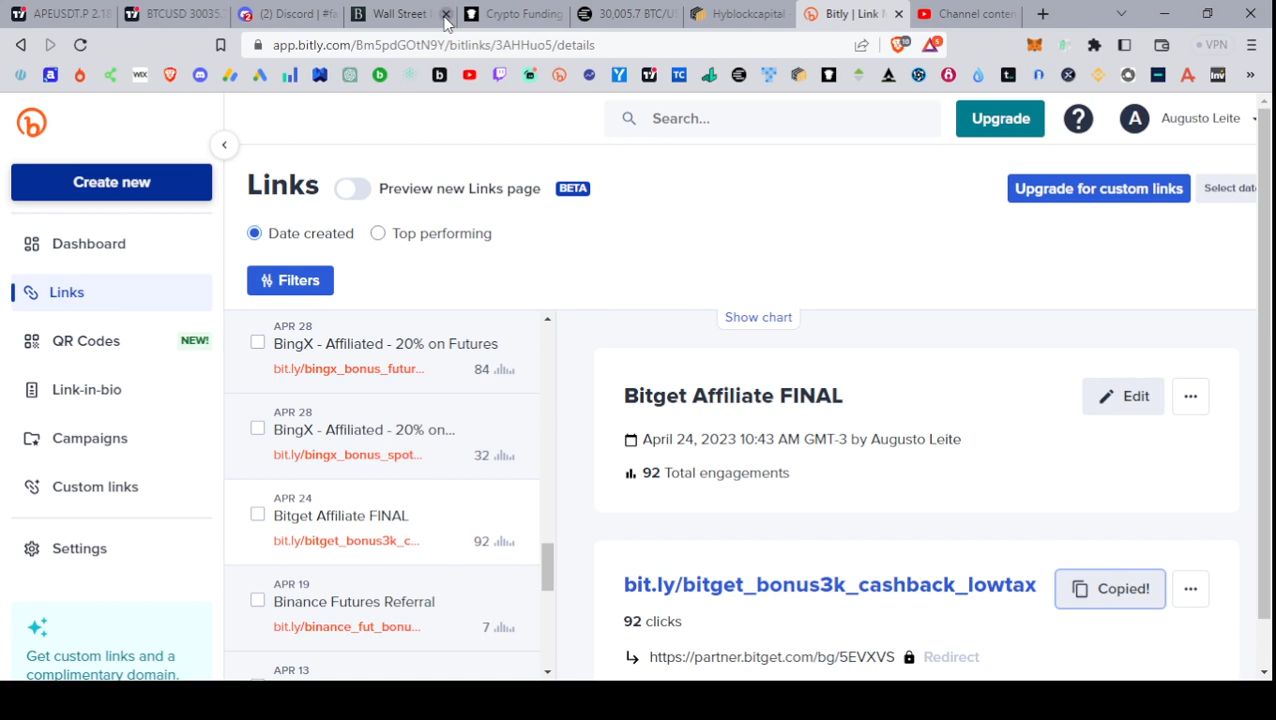 APEUSDT.P 2.18
BTCUSD 30035.
(2) Discord | #fa
Wall Street
Crypto Funding
30,005.7 BTC/US
Hyblockcapital
Bitly | Link M
Channel conten
app.bitly.com/Bm5pdGOtN9Y/bitlinks/3AHHuo5/details
VPN
Search...
Upgrade
A
Augusto Leite
Create new
Links
Preview new Links page
BETA
Upgrade for custom links
Select date
Date created
Top performing
Filters
Dashboard
Links
QR Codes
NEW!
Link-in-bio
Campaigns
Custom links
Settings
Get custom links and a
complimentary domain.
APR 28
BingX - Affiliated - 20% on Futures
bit.ly/bingx_bonus_futur...
84
APR 28
BingX - Affiliated - 20% on...
bit.ly/bingx_bonus_spot...
32
APR 24
Bitget Affiliate FINAL
bit.ly/bitget_bonus3k_c...
92
APR 19
Binance Futures Referral
bit.ly/binance_fut_bonu...
7
APR 13
Show chart
Bitget Affiliate FINAL
Edit
April 24, 2023 10:43 AM GMT-3 by Augusto Leite
92 Total engagements
bit.ly/bitget_bonus3k_cashback_lowtax
Copied!
92 clicks
https://partner.bitget.com/bg/5EVXVS
Redirect